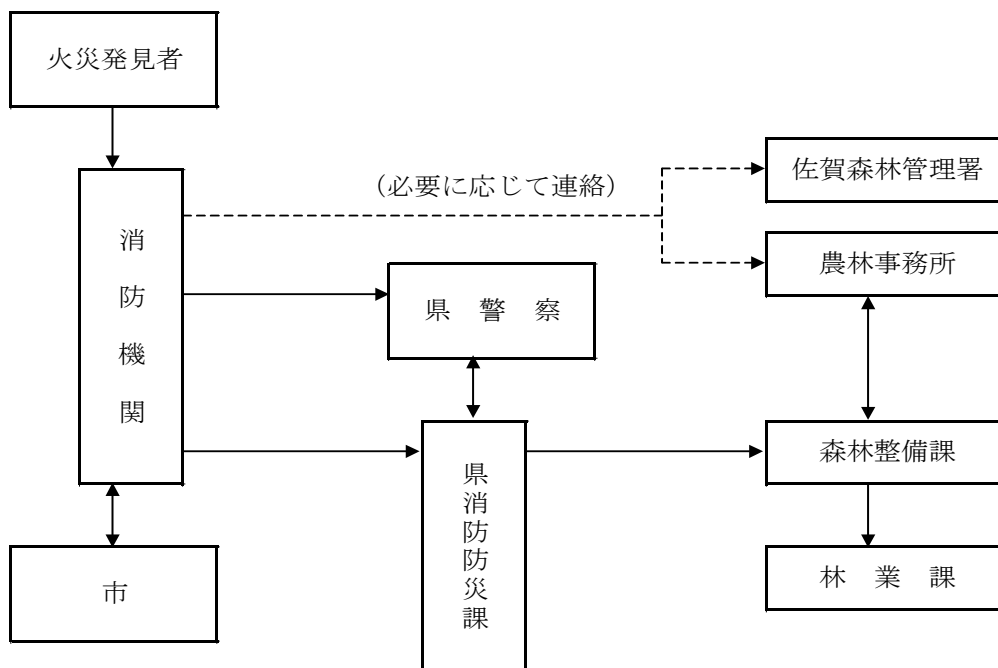 火災発見者
佐賀森林管理署
(必要に応じて連絡)
消防機関
農林事務所
県 警 察
県消防防災課
森林整備課
市
林 業 課